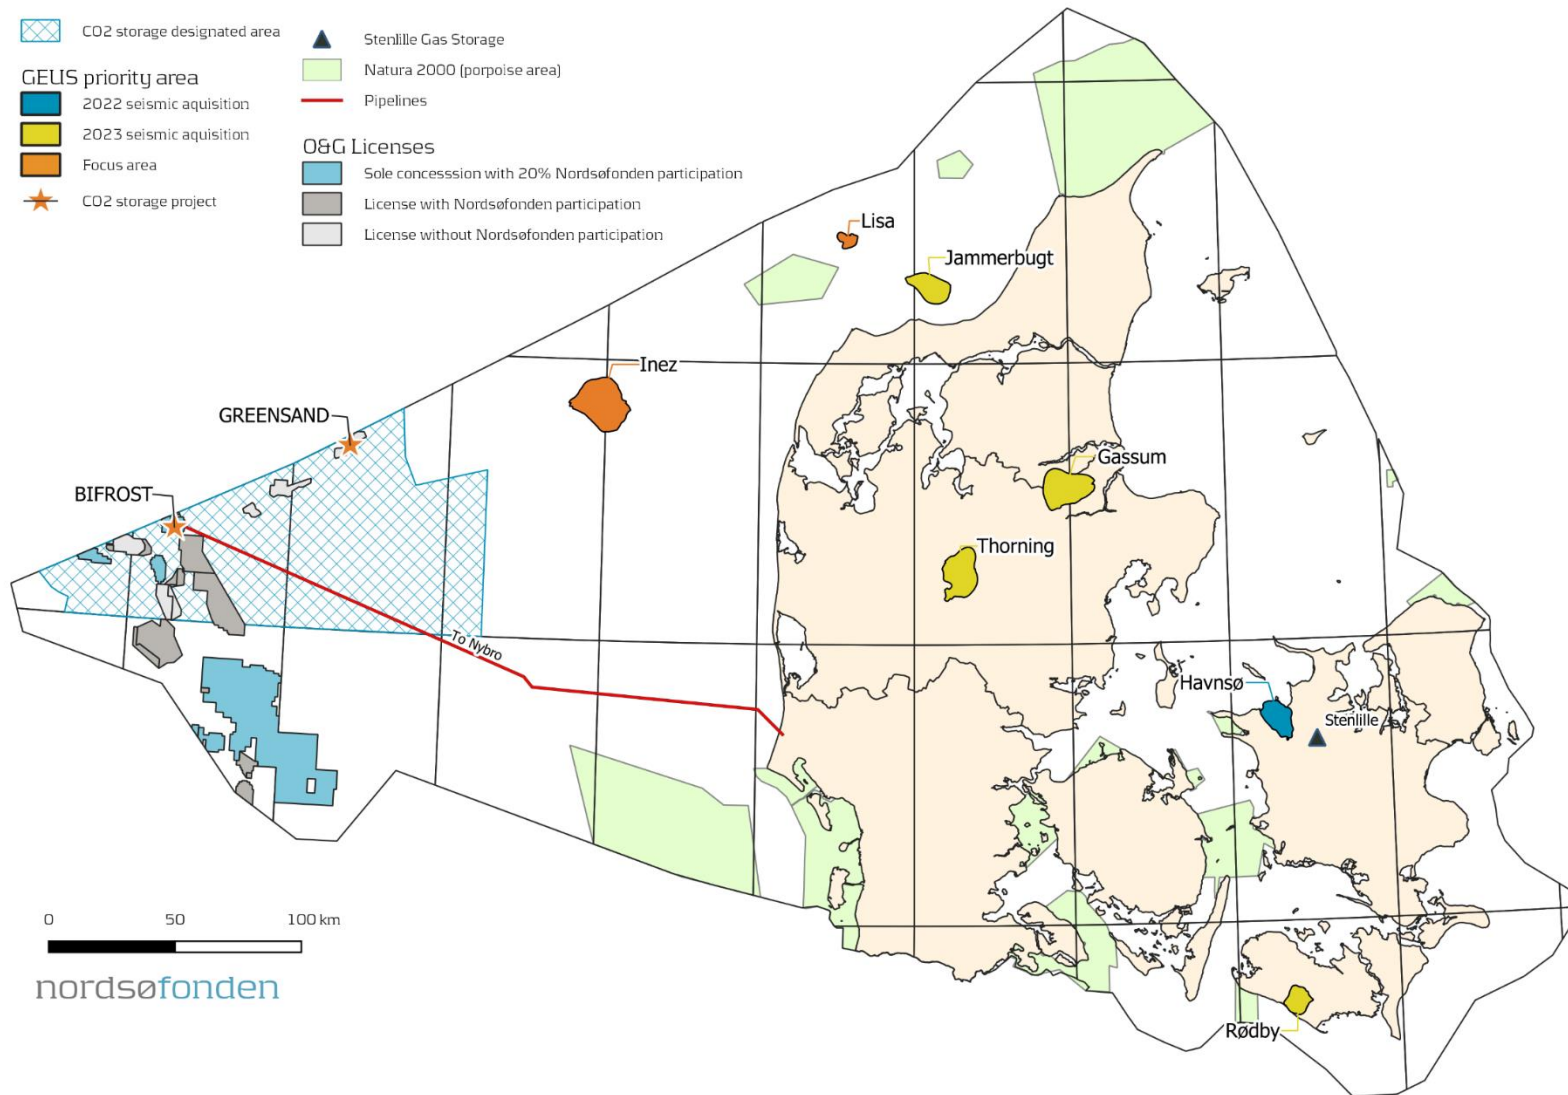 CO2 storage designated area
GEUS priority area
2022 seismic aquisition
2023 seismic aquisition
Focus area
CO2 storage project
Stenlille Gas Storage
Natura 2000 (porpoise area)
Pipelines
O&G Licenses
Sole concesssion with 20% Nordsøfonden participation
License with Nordsøfonden participation
License without Nordsøfonden participation
Lisa
Jammerbugt
Inez
GREENSAND
Gassum
BIFROST
Thorning
To Nybro
Havnsø
Stenlille
Rødby
0 50 100 km
nordsøfonden